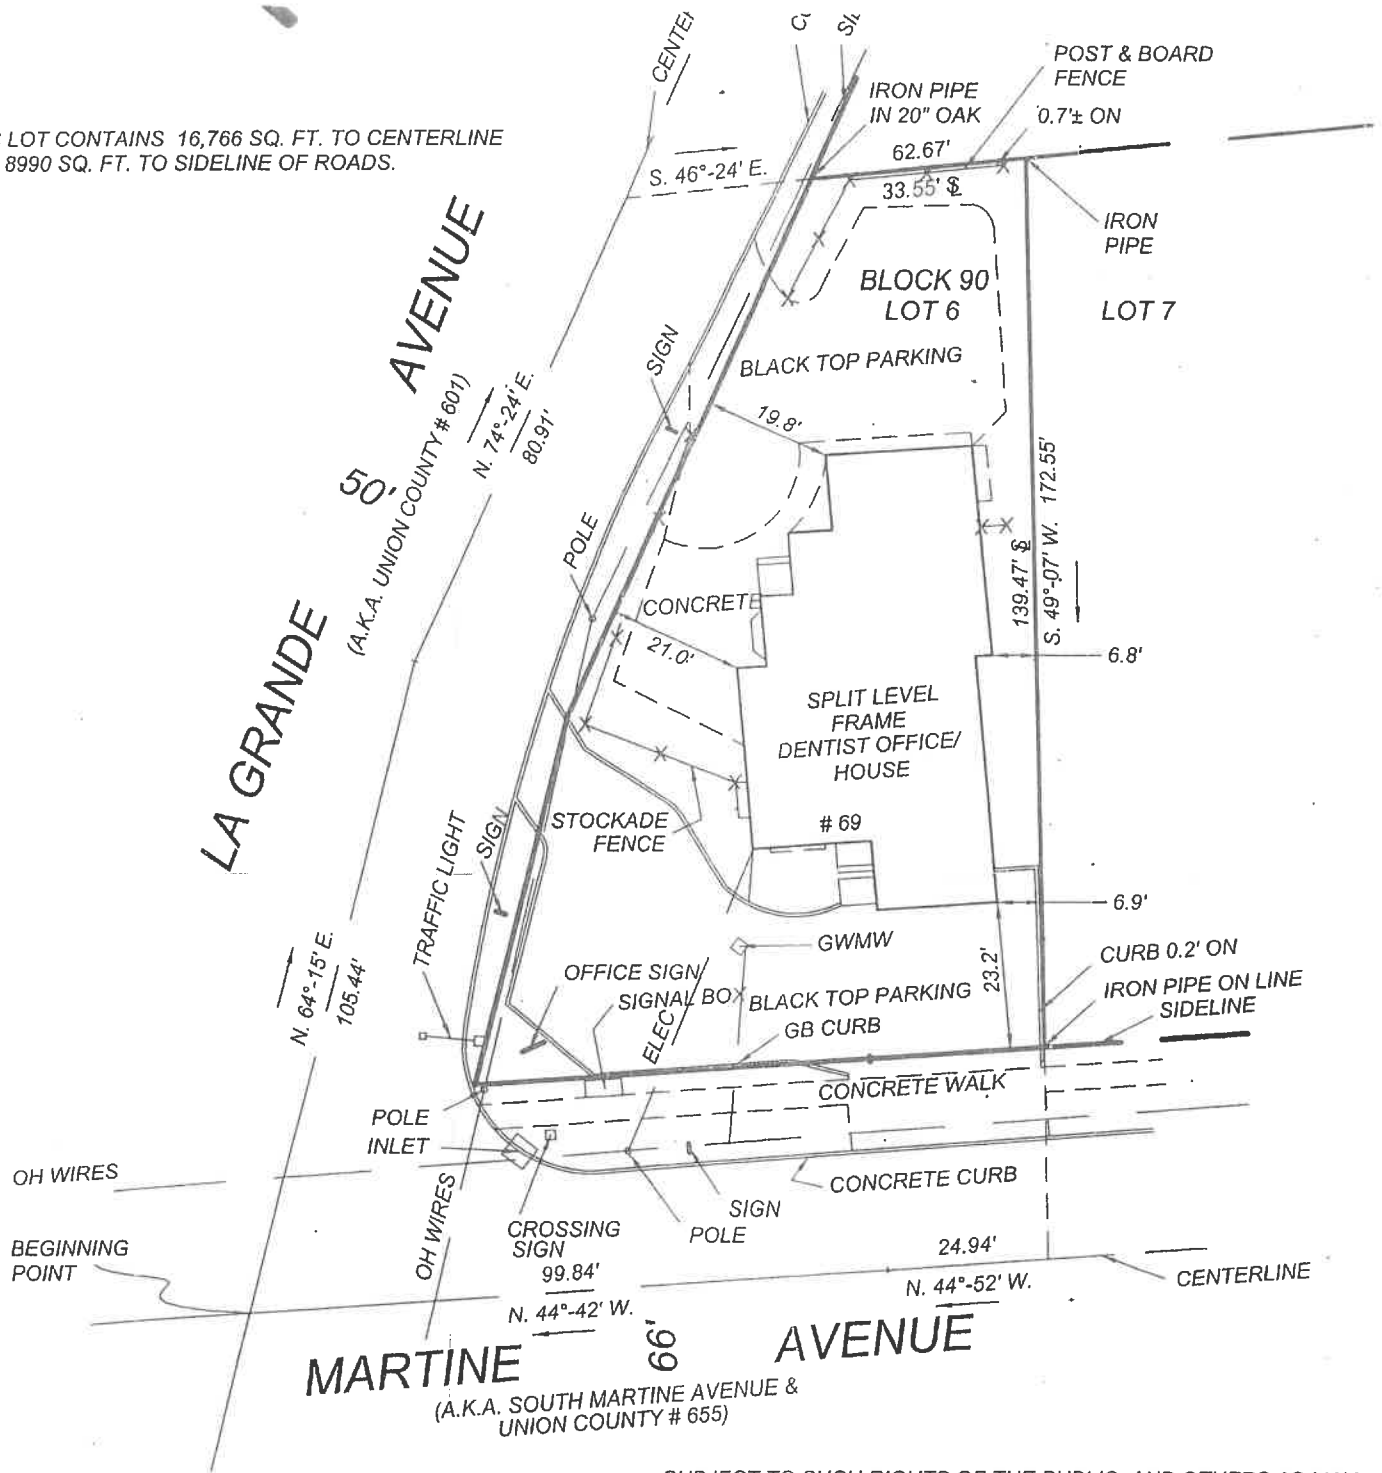 LOT CONTAINS 16,766 SQ. FT. TO CENTERLINE
8990 SQ. FT. TO SIDELINE OF ROADS.
POST & BOARD
FENCE
IRON PIPE
IN 20" OAK
0.7'± ON
62.67'
S. 46°-24' E.
33.55' ⅊
IRON
PIPE
BLOCK 90
LOT 6
LOT 7
AVENUE
SIGN
BLACK TOP PARKING
(A.K.A. UNION COUNTY # 601)
N. 74°-24' E.
80.91'
19.8'
50'
POLE
139.47' ⅊
S. 49°-07' W. 172.55'
CONCRETE
21.0'
6.8'
LA GRANDE
SPLIT LEVEL
FRAME
DENTIST OFFICE/
HOUSE
# 69
STOCKADE
FENCE
SIGN
TRAFFIC LIGHT
6.9'
GWMW
23.2'
CURB 0.2' ON
IRON PIPE ON LINE
SIDELINE
N. 64°-15' E.
105.44'
OFFICE SIGN
SIGNAL BOX
BLACK TOP PARKING
ELEC
GB CURB
CONCRETE WALK
POLE
INLET
OH WIRES
CONCRETE CURB
SIGN
POLE
CROSSING
SIGN
OH WIRES
BEGINNING
POINT
99.84'
N. 44°-42' W.
24.94'
N. 44°-52' W.
CENTERLINE
MARTINE
66'
AVENUE
(A.K.A. SOUTH MARTINE AVENUE &
UNION COUNTY # 655)